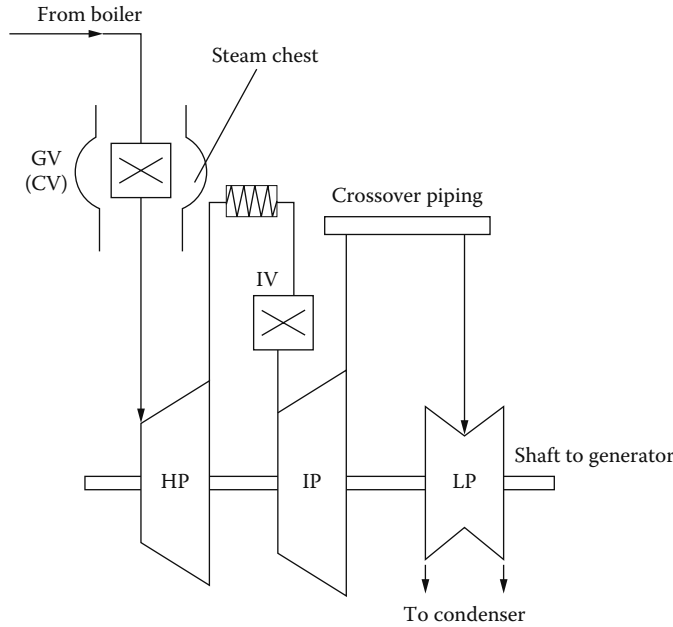 From boiler
Steam chest
GV
(CV)
Crossover piping
IV
Shaft to generator
HP
IP
LP
To condenser